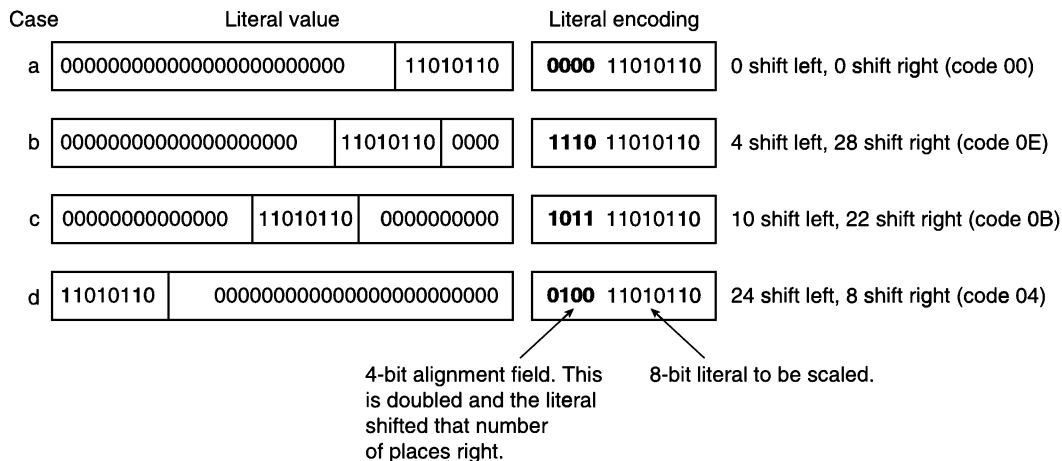 Case Literal value Literal encoding
a 000000000000000000000000 11010110 0000 11010110 0 shift left, 0 shift right (code 00)
b 00000000000000000000 11010110 0000 1110 11010110 4 shift left, 28 shift right (code 0E)
c 00000000000000 11010110 0000000000 1011 11010110 10 shift left, 22 shift right (code 0B)
d 11010110 000000000000000000000000 0100 11010110 24 shift left, 8 shift right (code 04)
4-bit alignment field. This 8-bit literal to be scaled.
is doubled and the literal
shifted that number
of places right.